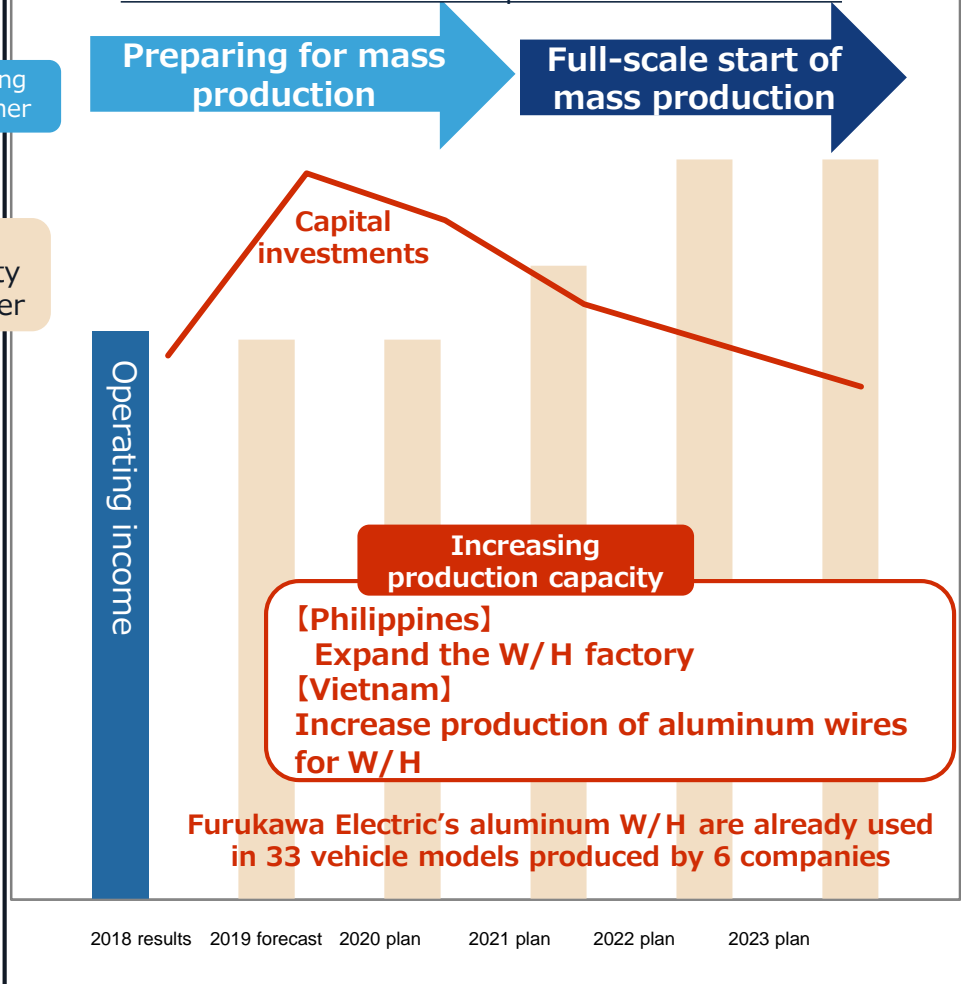 Preparing for mass
production
Full-scale start of
mass production
Capital
investments
Operating income
Increasing
production capacity
【Philippines】
Expand the W/H factory
【Vietnam】
Increase production of aluminum wires
for W/H
Furukawa Electric’s aluminum W/H are already used
in 33 vehicle models produced by 6 companies
2018 results 2019 forecast 2020 plan 2021 plan 2022 plan 2023 plan